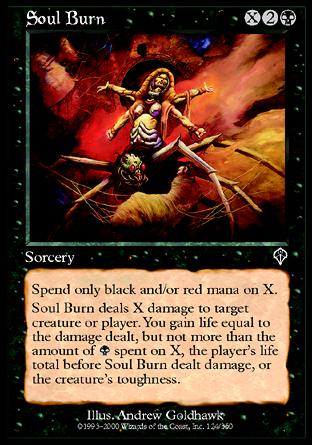 Soul Burn X2
Sorcery
Spend only black and/or red mana on X.
Soul Burn deals X damage to target
creature or player. You gain life equal to
the damage dealt, but not more than the
amount of spent on X, the player's life
total before Soul Burn dealt damage, or
the creature's toughness.
Illus. Andrew Goldhawk
©1993-2000 Wizards of the Coast, Inc. 124/350